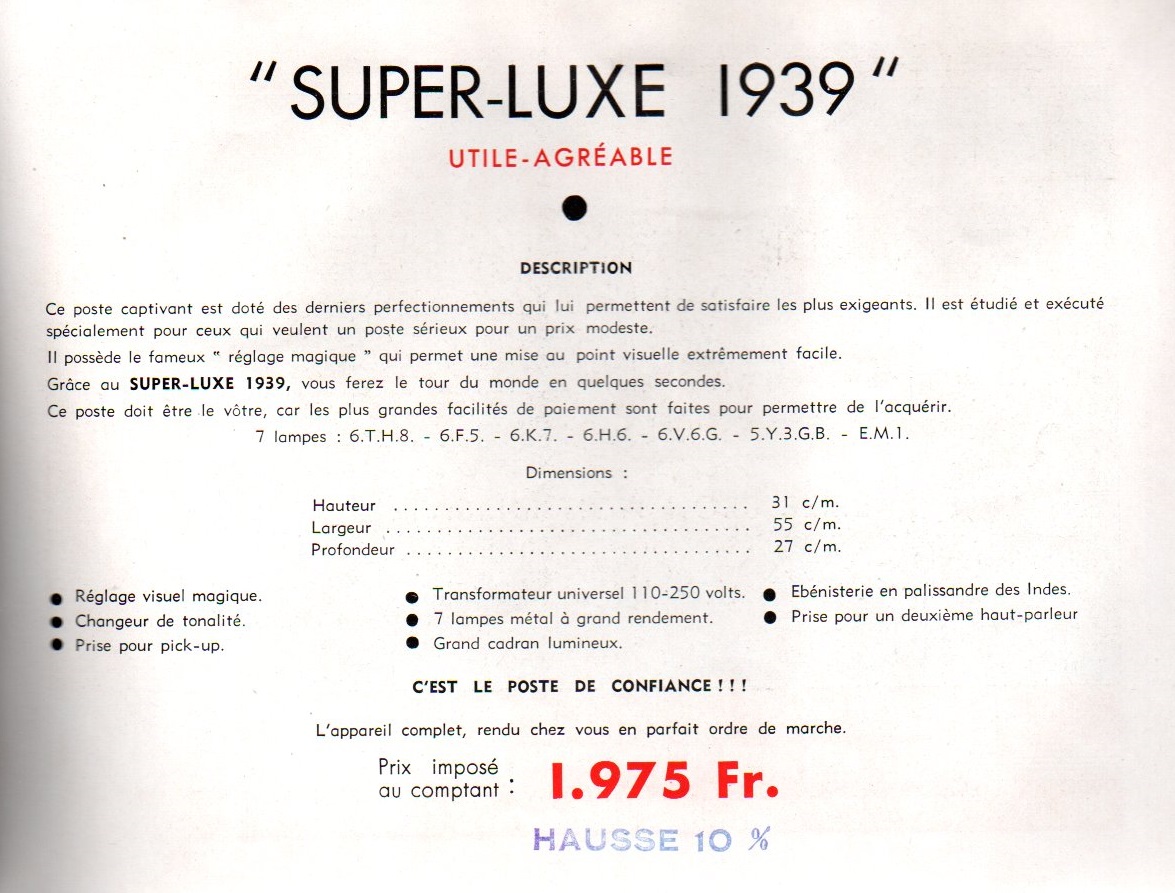 " SUPER-LUXE 1939 "
UTILE-AGRÉABLE
DESCRIPTION
Ce poste captivant est doté des derniers perfectionnements qui lui permettent de satisfaire les plus exigeants. Il est étudié et exécuté
spécialement pour ceux qui veulent un poste sérieux pour un prix modeste.
Il possède le fameux " réglage magique " qui permet une mise au point visuelle extrêmement facile.
Grâce au SUPER-LUXE 1939, vous ferez le tour du monde en quelques secondes.
Ce poste doit être le vôtre, car les plus grandes facilités de paiement sont faites pour permettre de l'acquérir.
7 lampes : 6.T.H.8. - 6.F.5. - 6.K.7. - 6.H.6. - 6.V.6.G. - 5.Y.3.G.B. - E.M.1.
Dimensions :
Hauteur .................................. 31 c/m.
Largeur .................................. 55 c/m.
Profondeur ................................ 27 c/m.
● Réglage visuel magique.
● Changeur de tonalité.
● Prise pour pick-up.
● Transformateur universel 110-250 volts.
● 7 lampes métal à grand rendement.
● Grand cadran lumineux.
● Ebénisterie en palissandre des Indes.
● Prise pour un deuxième haut-parleur
C'EST LE POSTE DE CONFIANCE ! ! !
L'appareil complet, rendu chez vous en parfait ordre de marche.
Prix imposé
au comptant : 1.975 Fr.
HAUSSE 10 %